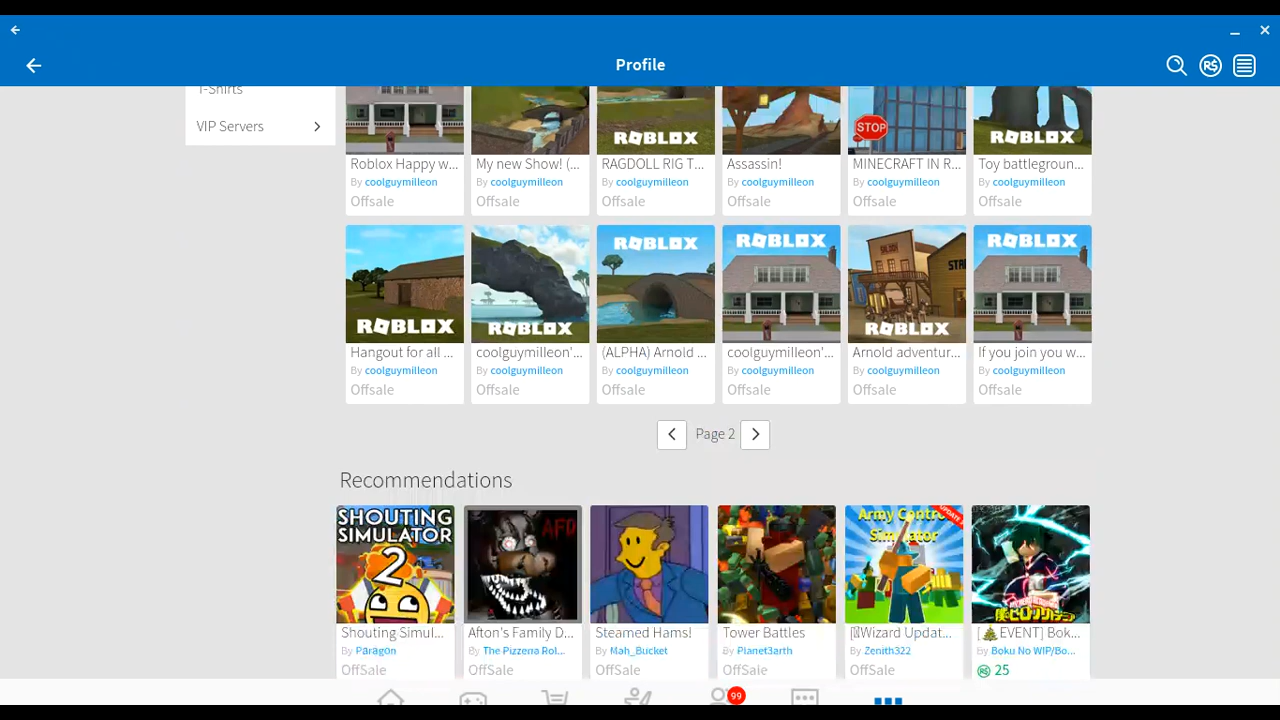 Profile
T-Shirts
VIP Servers
ROBLOX
STOP
ROBLOX
Roblox Happy w...
My new Show! (...
RAGDOLL RIG T...
Assassin!
MINECRAFT IN R...
Toy battlegroun...
By coolguymilleon
By coolguymilleon
By coolguymilleon
By coolguymilleon
By coolguymilleon
By coolguymilleon
Offsale
Offsale
Offsale
Offsale
Offsale
Offsale
ROBLOX
ROBLOX
ROBLOX
ROBLOX
ROBLOX
ROBLOX
Hangout for all ...
coolguymilleon'...
(ALPHA) Arnold ...
coolguymilleon'...
Arnold adventur...
If you join you w...
By coolguymilleon
By coolguymilleon
By coolguymilleon
By coolguymilleon
By coolguymilleon
By coolguymilleon
Offsale
Offsale
Offsale
Offsale
Offsale
Offsale
Page 2
Recommendations
SHOUTING
SIMULATOR
2
Army Control
Simulator
Shouting Simul...
Afton's Family D...
Steamed Hams!
Tower Battles
Wizard Updat...
[🎄EVENT] Bok...
By Paragon
By The Pizzeria Rol...
By Mah_Bucket
By Planet3arth
By Zenith322
By Boku No WIP/Bo...
OffSale
OffSale
OffSale
OffSale
OffSale
25
99